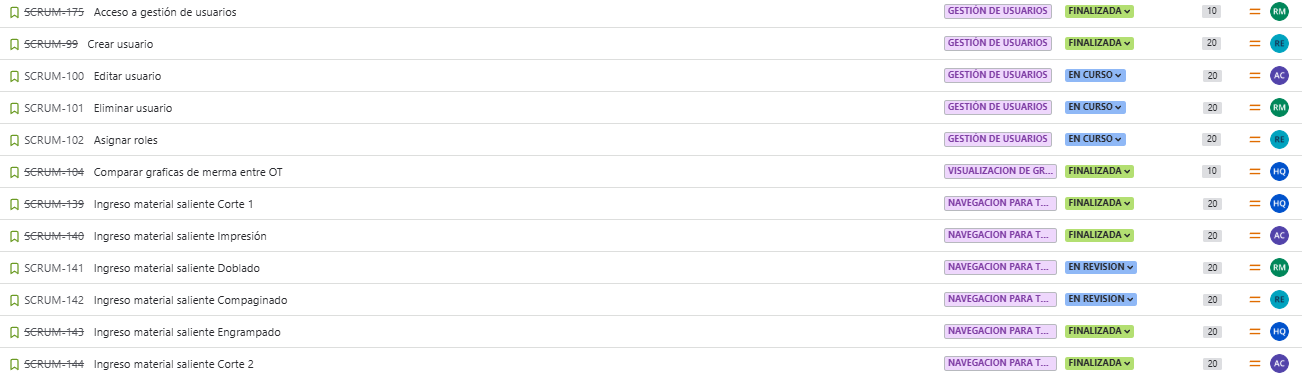 SCRUM-175 Acceso a gestión de usuarios GESTIÓN DE USUARIOS FINALIZADA 10 RM
SCRUM-99 Crear usuario GESTIÓN DE USUARIOS FINALIZADA 20 RE
SCRUM-100 Editar usuario GESTIÓN DE USUARIOS EN CURSO 20 AC
SCRUM-101 Eliminar usuario GESTIÓN DE USUARIOS EN CURSO 20 RM
SCRUM-102 Asignar roles GESTIÓN DE USUARIOS EN CURSO 20 RE
SCRUM-104 Comparar graficas de merma entre OT VISUALIZACION DE GR... FINALIZADA 10 HQ
SCRUM-139 Ingreso material saliente Corte 1 NAVEGACION PARA T... FINALIZADA 20 HQ
SCRUM-140 Ingreso material saliente Impresión NAVEGACION PARA T... FINALIZADA 20 AC
SCRUM-141 Ingreso material saliente Doblado NAVEGACION PARA T... EN REVISION 20 RM
SCRUM-142 Ingreso material saliente Compaginado NAVEGACION PARA T... EN REVISION 20 RE
SCRUM-143 Ingreso material saliente Engrampado NAVEGACION PARA T... FINALIZADA 20 HQ
SCRUM-144 Ingreso material saliente Corte 2 NAVEGACION PARA T... FINALIZADA 20 AC